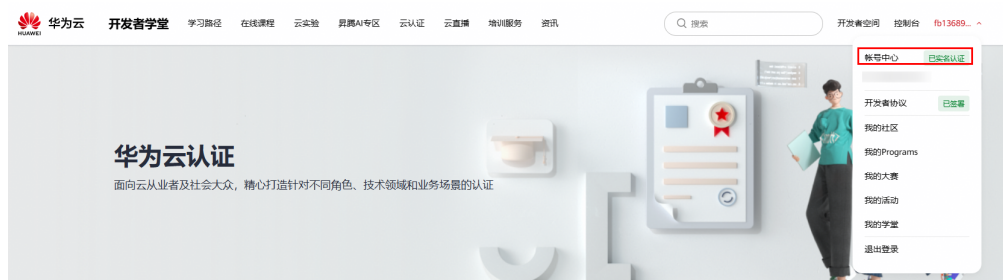 HUAWEI
华为云 开发者学堂 学习路径 在线课程 云实验 昇腾AI专区 云认证 云直播 培训服务 资讯 搜索 开发者空间 控制台 fb13689...
帐号中心 已实名认证
开发者协议 已签署
我的社区
我的Programs
我的大赛
我的活动
我的学堂
退出登录
华为云认证
面向云从业者及社会大众，精心打造针对不同角色、技术领域和业务场景的认证